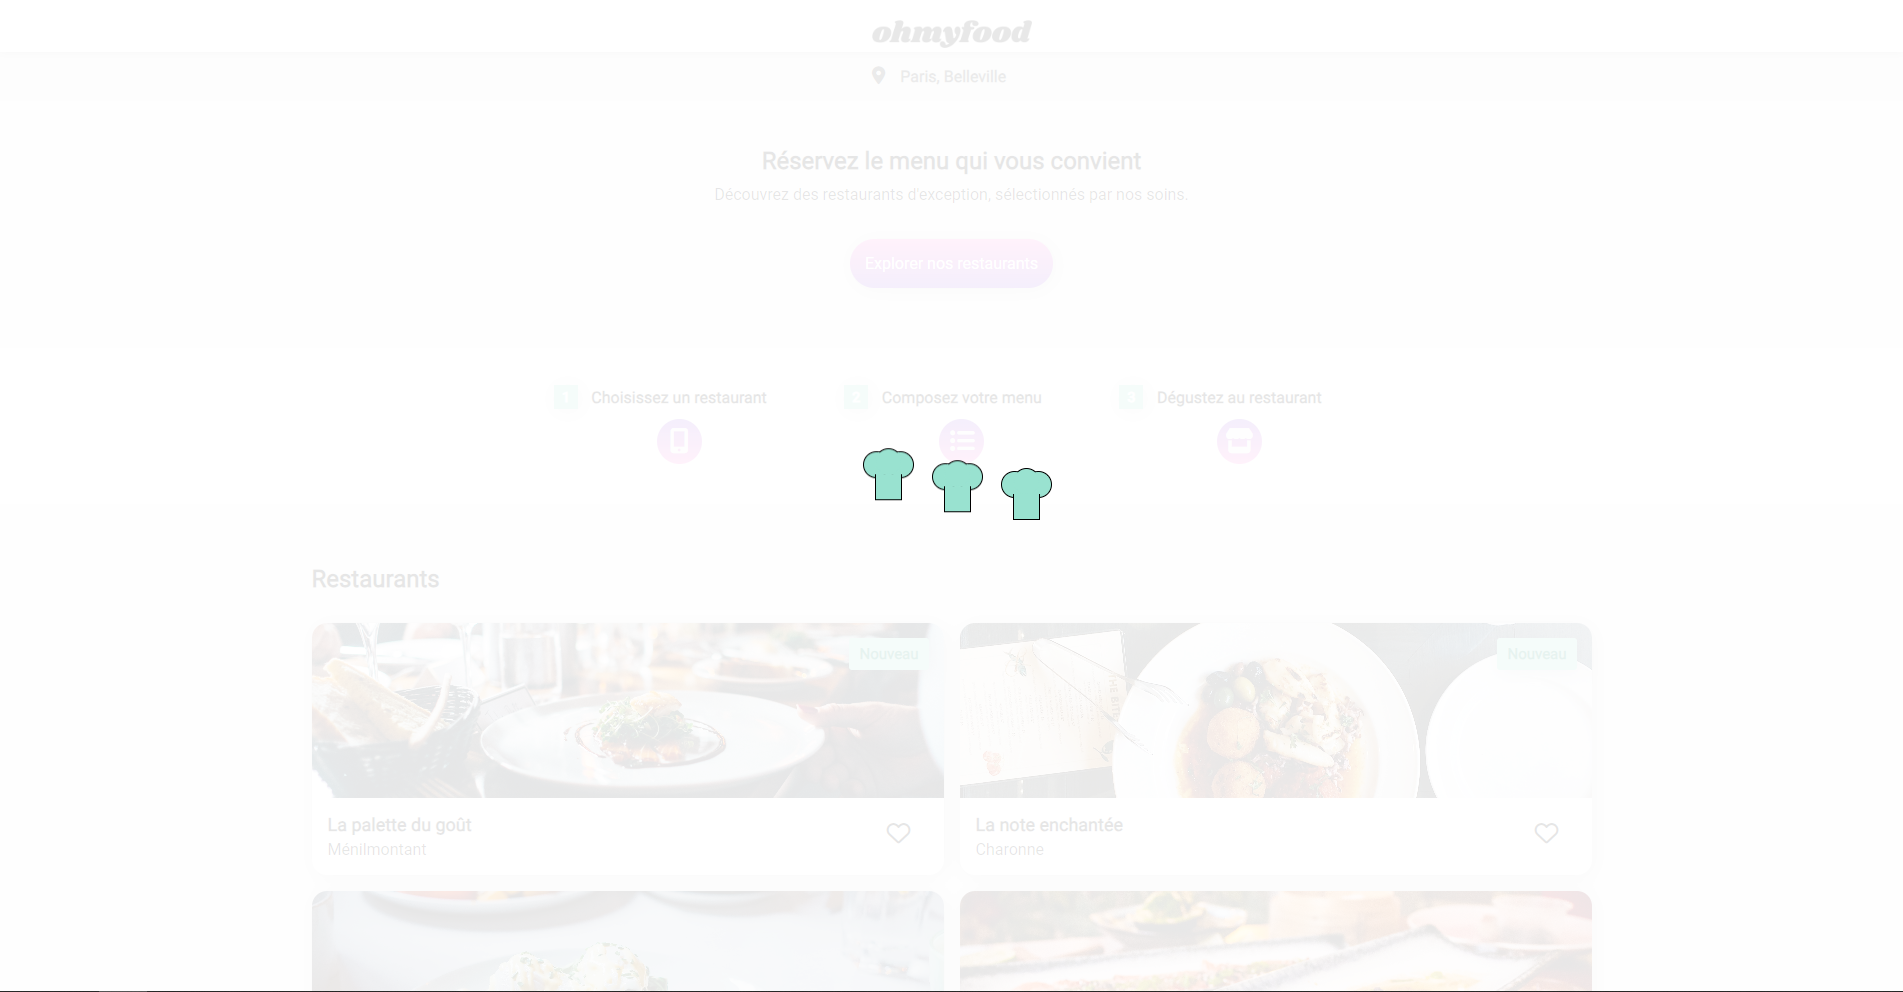 ohmyfood
Paris, Belleville
Réservez le menu qui vous convient
Découvrez des restaurants d'exception, sélectionnés par nos soins.
Explorer nos restaurants
1 Choisissez un restaurant
2 Composez votre menu
3 Dégustez au restaurant
Restaurants
Nouveau
La palette du goût
Ménilmontant
Nouveau
La note enchantée
Charonne